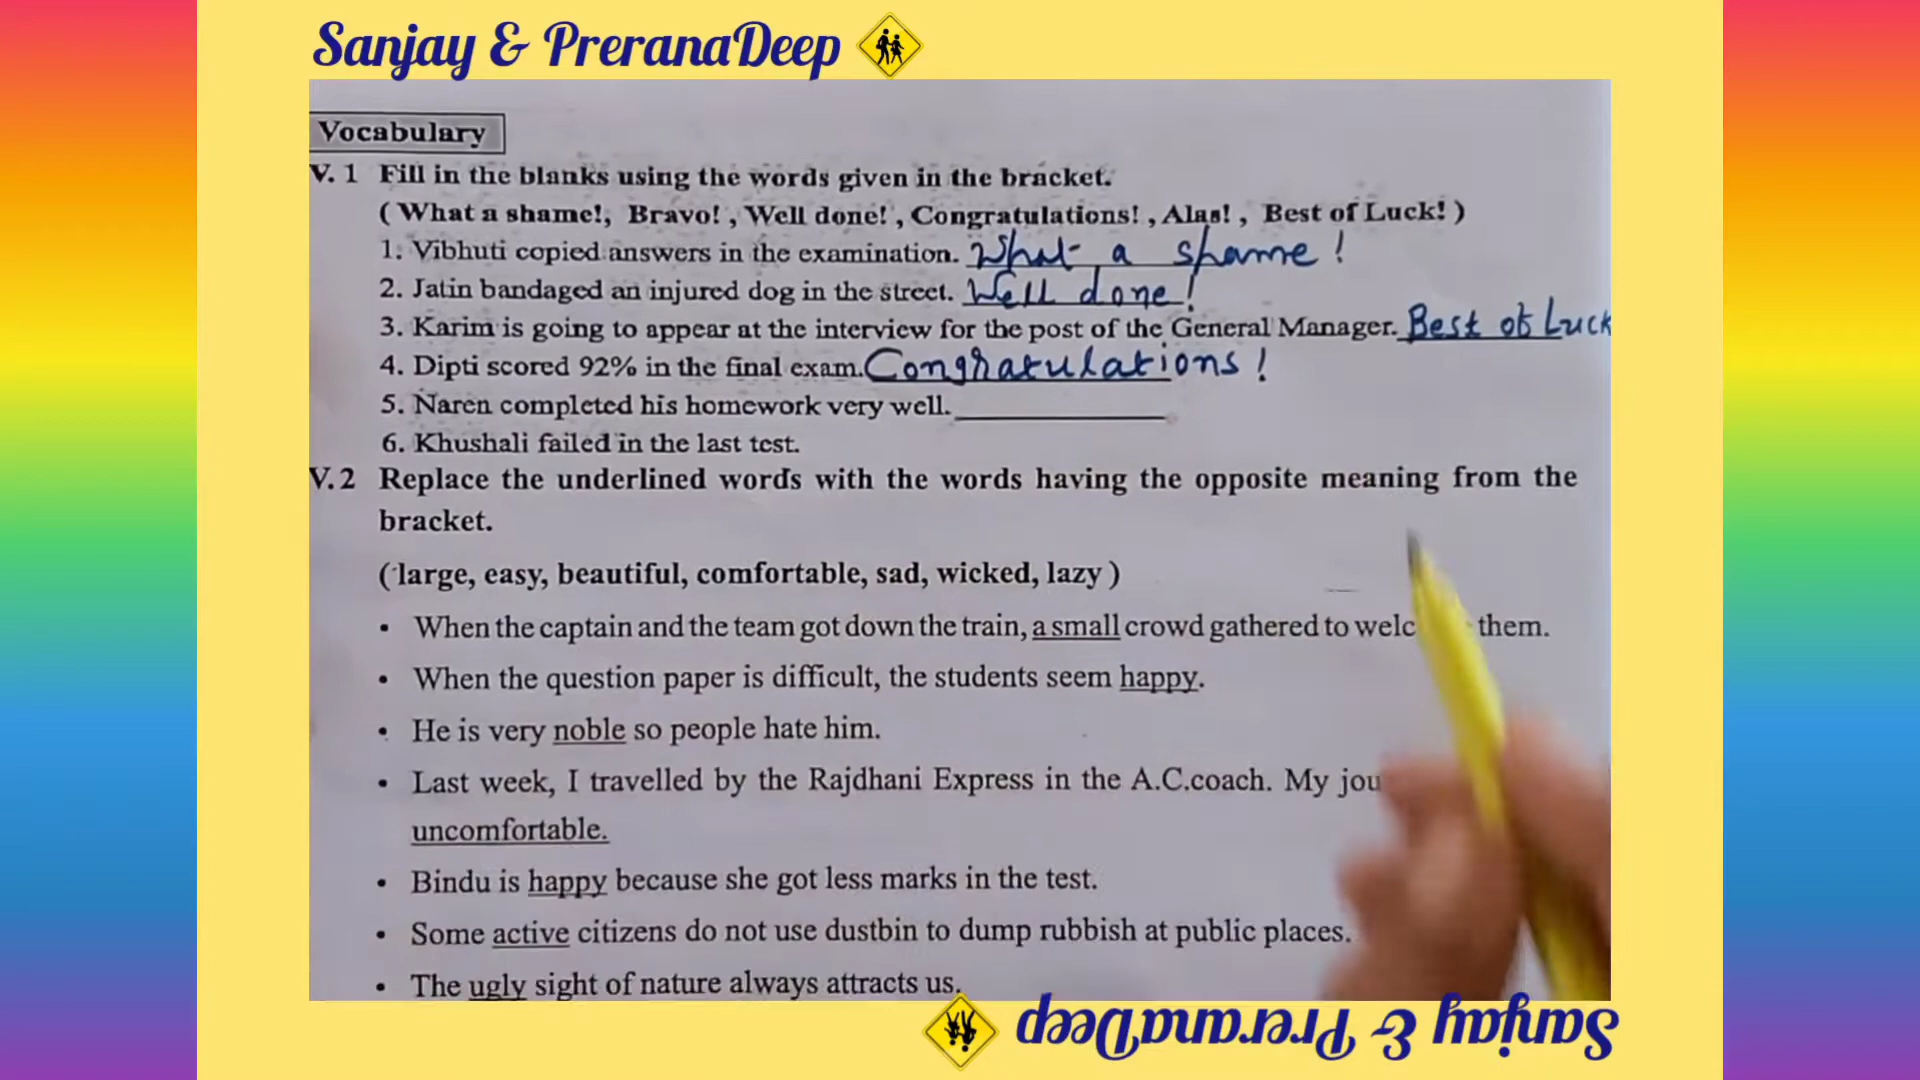 Sanjay & PreranaDeep
Vocabulary
V. 1 Fill in the blanks using the words given in the bracket.
( What a shame!, Bravo! , Well done! , Congratulations! , Alas! , Best of Luck! )
1. Vibhuti copied answers in the examination. What a shame !
2. Jatin bandaged an injured dog in the street. Well done !
3. Karim is going to appear at the interview for the post of the General Manager. Best of Luck
4. Dipti scored 92% in the final exam. Congratulations !
5. Naren completed his homework very well.
6. Khushali failed in the last test.
V. 2 Replace the underlined words with the words having the opposite meaning from the
bracket.
( large, easy, beautiful, comfortable, sad, wicked, lazy )
• When the captain and the team got down the train, a small crowd gathered to them.
• When the question paper is difficult, the students seem happy.
• He is very noble so people hate him.
• Last week, I travelled by the Rajdhani Express in the A.C.coach. My
uncomfortable.
• Bindu is happy because she got less marks in the test.
• Some active citizens do not use dustbin to dump rubbish at public places.
• The ugly sight of nature always attracts us.
Sanjay & PreranaDeep